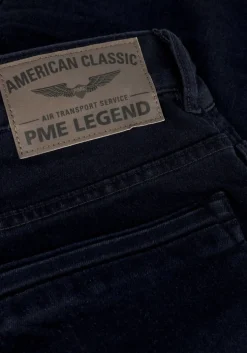 AMERICAN CLASSIC
AIR TRANSPORT SERVICE
PME LEGEND